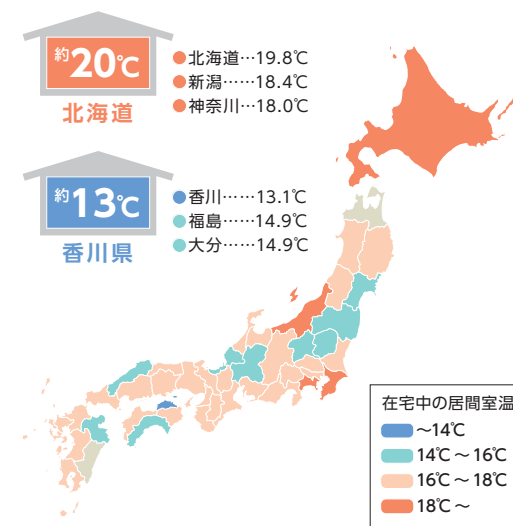 約20℃
北海道
北海道…19.8℃
新潟……18.4℃
神奈川…18.0℃
約13℃
香川県
香川……13.1℃
福島……14.9℃
大分……14.9℃
在宅中の居間室温
～14℃
14℃～16℃
16℃～18℃
18℃～